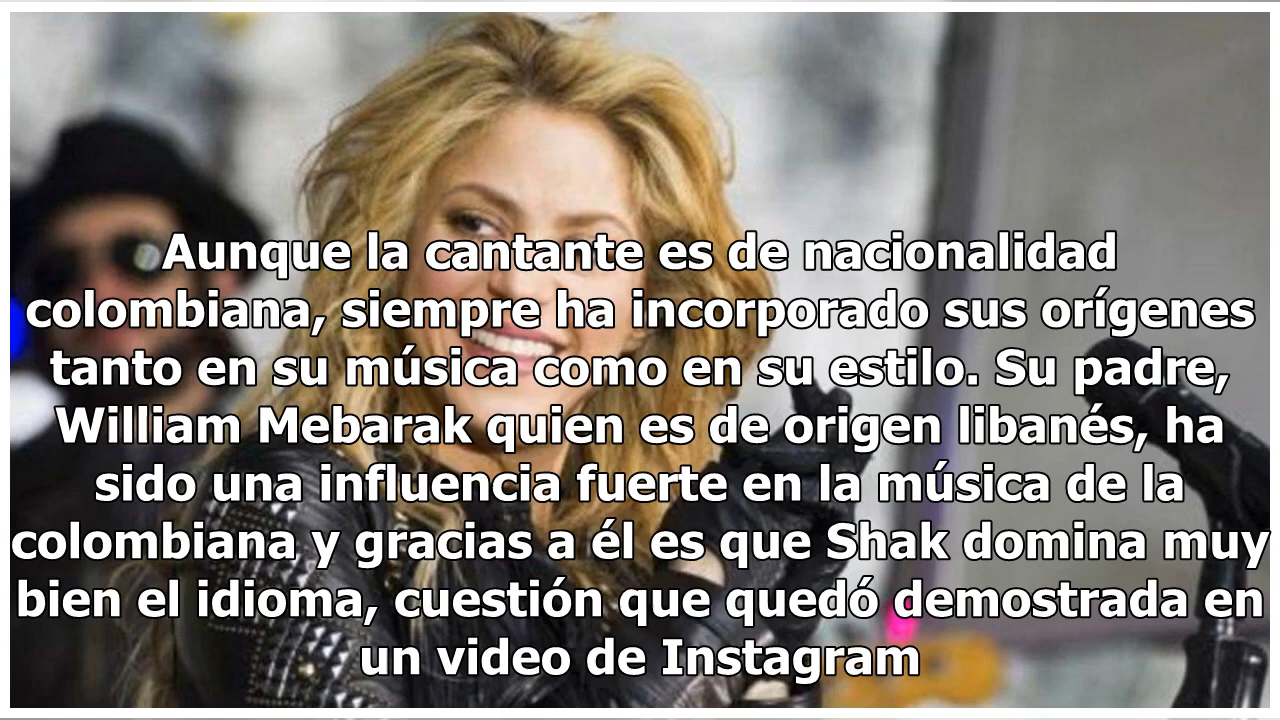 Aunque la cantante es de nacionalidad
colombiana, siempre ha incorporado sus orígenes
tanto en su música como en su estilo. Su padre,
William Mebarak quien es de origen libanés, ha
sido una influencia fuerte en la música de la
colombiana y gracias a él es que Shak domina muy
bien el idioma, cuestión que quedó demostrada en
un video de Instagram